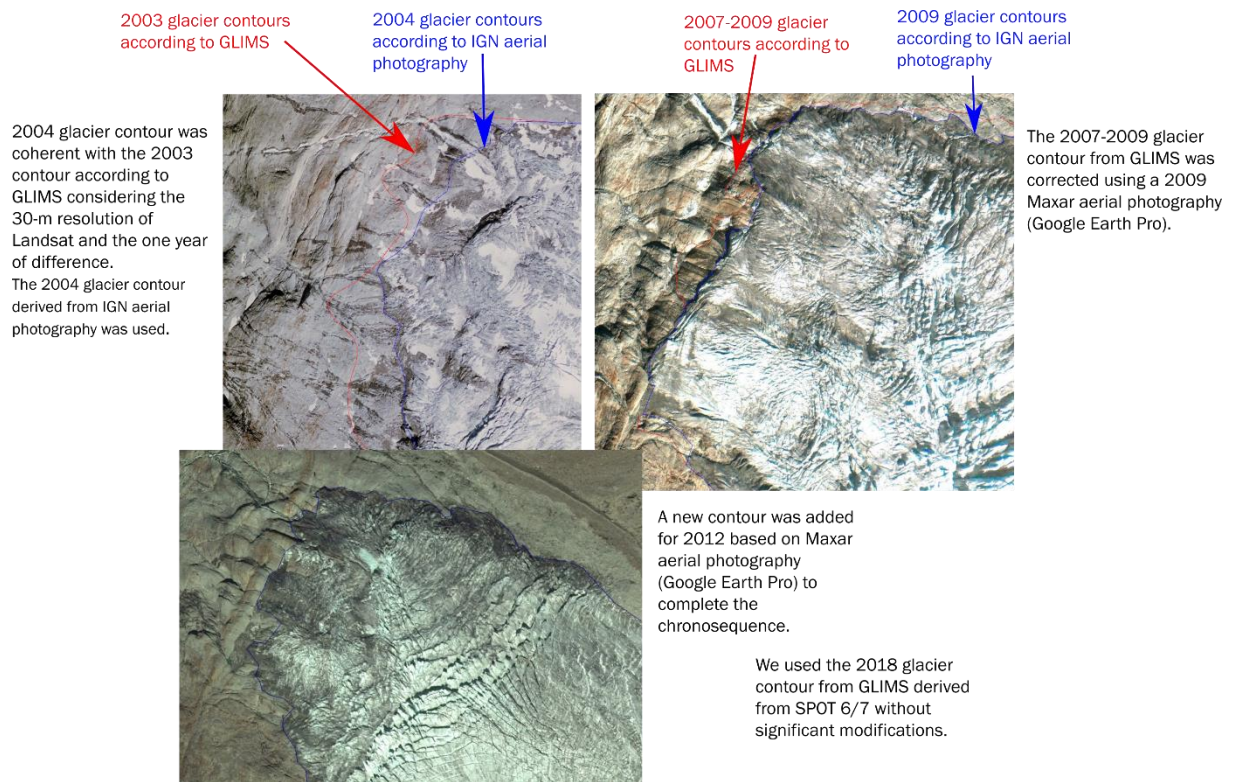 2003 glacier contours
according to GLIMS
2004 glacier contours
according to IGN aerial
photography
2007-2009 glacier
contours according to
GLIMS
2009 glacier contours
according to IGN aerial
photography
2004 glacier contour was
coherent with the 2003
contour according to
GLIMS considering the
30-m resolution of
Landsat and the one year
of difference.
The 2004 glacier contour
derived from IGN aerial
photography was used.
The 2007-2009 glacier
contour from GLIMS was
corrected using a 2009
Maxar aerial photography
(Google Earth Pro).
A new contour was added
for 2012 based on Maxar
aerial photography
(Google Earth Pro) to
complete the
chronosequence.
We used the 2018 glacier
contour from GLIMS derived
from SPOT 6/7 without
significant modifications.